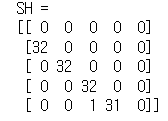 SH =
[[ 0  0  0  0  0]
 [32  0  0  0  0]
 [ 0 32  0  0  0]
 [ 0  0 32  0  0]
 [ 0  0  1 31  0]]